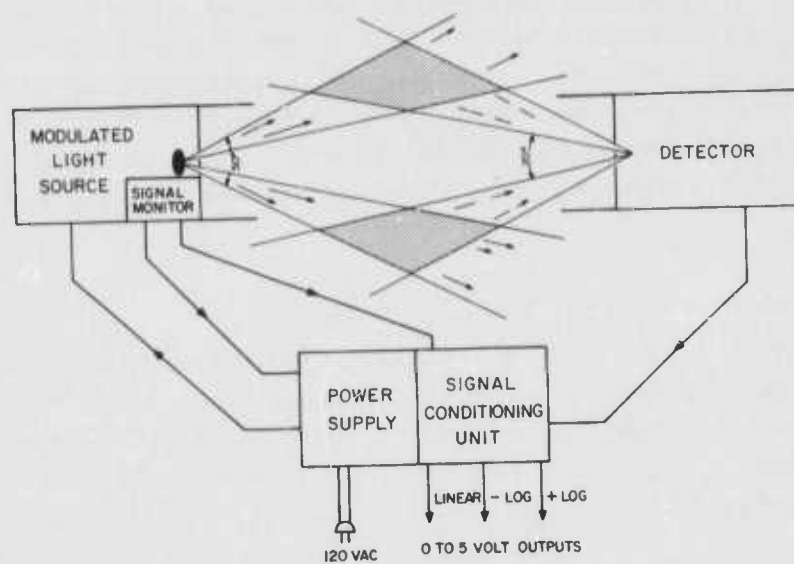 MODULATED
LIGHT
SOURCE
SIGNAL
MONITOR
DETECTOR
POWER
SUPPLY
SIGNAL
CONDITIONING
UNIT
LINEAR
- LOG
+ LOG
120 VAC
0 TO 5 VOLT OUTPUTS